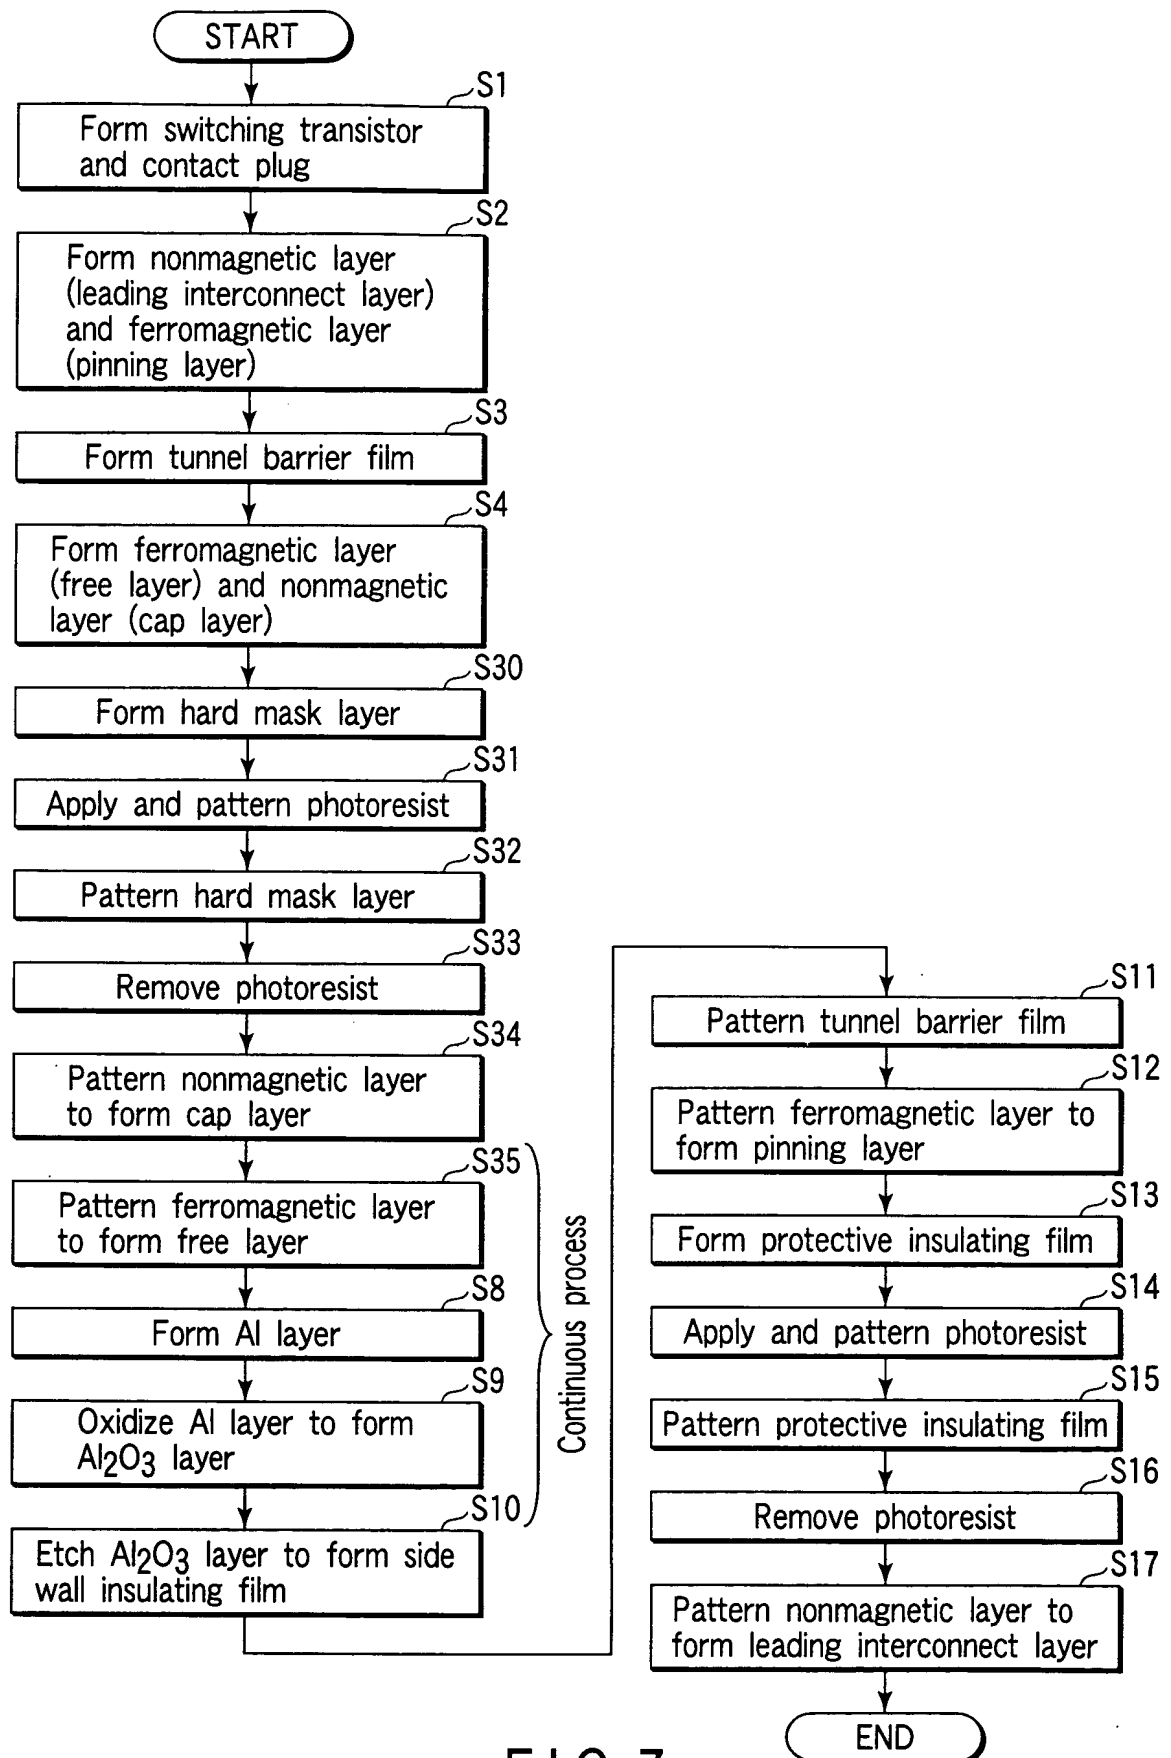 START
S1
Form switching transistor
and contact plug
S2
Form nonmagnetic layer
(leading interconnect layer)
and ferromagnetic layer
(pinning layer)
S3
Form tunnel barrier film
S4
Form ferromagnetic layer
(free layer) and nonmagnetic
layer (cap layer)
S30
Form hard mask layer
S31
Apply and pattern photoresist
S32
Pattern hard mask layer
S33
Remove photoresist
S34
Pattern nonmagnetic layer
to form cap layer
S35
Pattern ferromagnetic layer
to form free layer
S8
Form Al layer
S9
Oxidize Al layer to form
Al2O3 layer
S10
Etch Al2O3 layer to form side
wall insulating film
Continuous process
S11
Pattern tunnel barrier film
S12
Pattern ferromagnetic layer to
form pinning layer
S13
Form protective insulating film
S14
Apply and pattern photoresist
S15
Pattern protective insulating film
S16
Remove photoresist
S17
Pattern nonmagnetic layer to
form leading interconnect layer
END